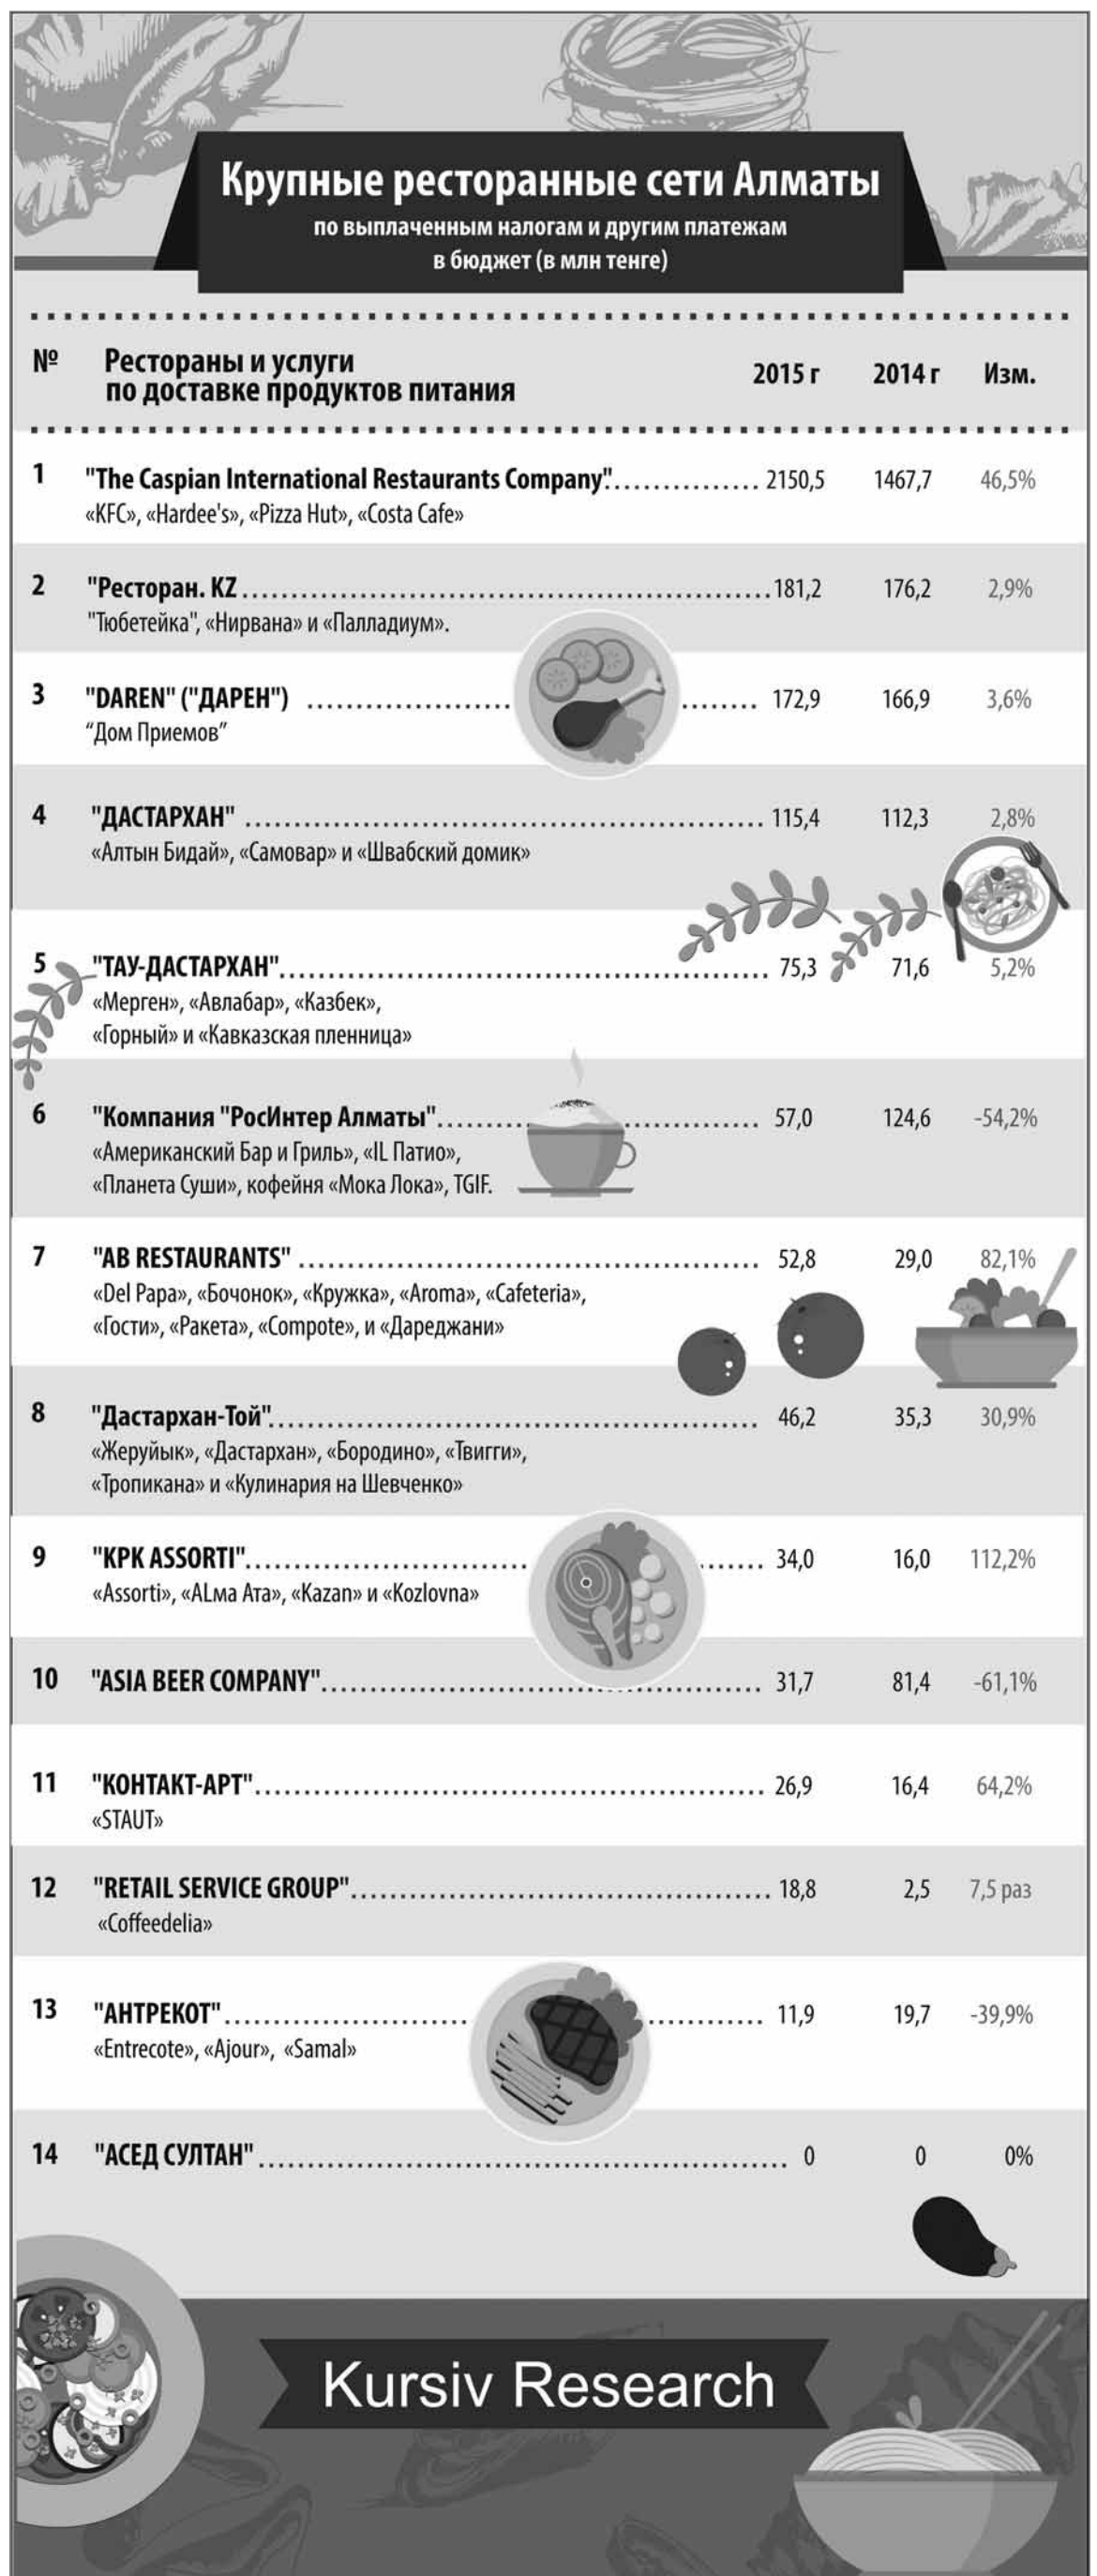 Крупные ресторанные сети Алматы
по выплаченным налогам и другим платежам
в бюджет (в млн тенге)
№ Рестораны и услуги
по доставке продуктов питания 2015 г 2014 г Изм.
1 "The Caspian International Restaurants Company"................ 2150,5 1467,7 46,5%
«KFC», «Hardee's», «Pizza Hut», «Costa Cafe»
2 "Ресторан. KZ ...................................................... 181,2 176,2 2,9%
"Тюбетейка", «Нирвана» и «Палладиум».
3 "DAREN" ("ДАРЕН") ............................. 172,9 166,9 3,6%
“Дом Приемов”
4 "ДАСТАРХАН" ..................................................... 115,4 112,3 2,8%
«Алтын Бидай», «Самовар» и «Швабский домик»
5 "ТАУ-ДАСТАРХАН".................................................. 75,3 71,6 5,2%
«Мерген», «Авлабар», «Казбек»,
«Горный» и «Кавказская пленница»
6 "Компания "РосИнтер Алматы"........................ 57,0 124,6 -54,2%
«Американский Бар и Гриль», «IL Патио»,
«Планета Суши», кофейня «Мока Лока», TGIF.
7 "AB RESTAURANTS" ............................................... 52,8 29,0 82,1%
«Del Papa», «Бочонок», «Кружка», «Aroma», «Cafeteria»,
«Гости», «Ракета», «Compote», и «Дареджани»
8 "Дастархан-Той".................................................. 46,2 35,3 30,9%
«Жеруйык», «Дастархан», «Бородино», «Твигги»,
«Тропикана» и «Кулинария на Шевченко»
9 "KPK ASSORTI".................................... 34,0 16,0 112,2%
«Assorti», «ALма Ата», «Kazan» и «Kozlovna»
10 "ASIA BEER COMPANY"............................................. 31,7 81,4 -61,1%
11 "КОНТАКТ-АРТ".................................................... 26,9 16,4 64,2%
«STAUT»
12 "RETAIL SERVICE GROUP"........................................... 18,8 2,5 7,5 раз
«Coffeedelia»
13 "АНТРЕКОТ"..................................... 11,9 19,7 -39,9%
«Entrecote», «Ajour», «Samal»
14 "АСЕД СУЛТАН"...................................................... 0 0 0%
Kursiv Research